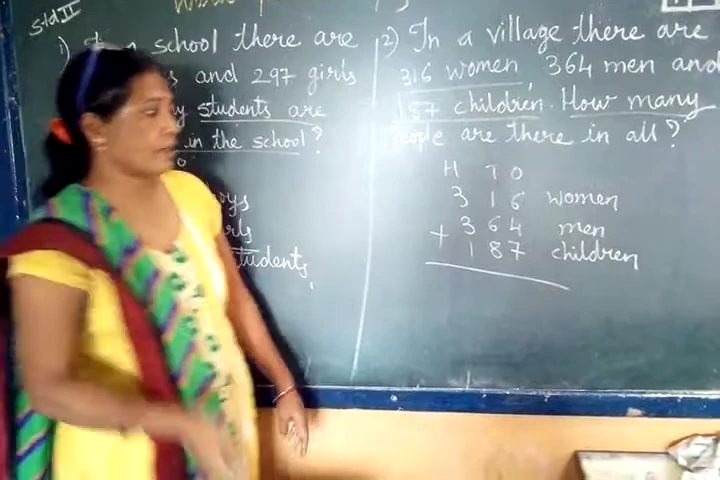 Std II
1) school there are
and 297 girls
students are
in the school?
2) In a village there are
316 women, 364 men and
187 children. How many
people are there in all?
H T O
3 1 6 women
+ 3 6 4 men
1 8 7 children
students.